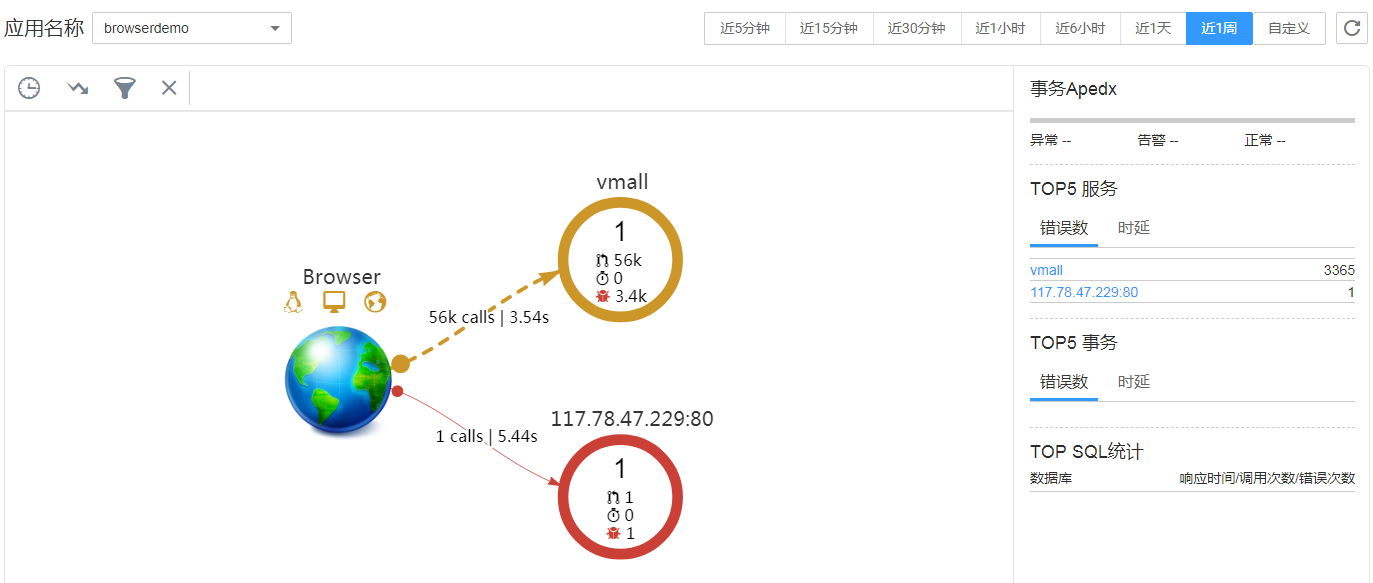 应用名称 browserdemo 近5分钟 近15分钟 近30分钟 近1小时 近6小时 近1天 近1周 自定义
vmall
1
56k
0
3.4k
Browser
56k calls | 3.54s
1 calls | 5.44s
117.78.47.229:80
1
1
0
1
事务Apedx
异常 -- 告警 -- 正常 --
TOP5 服务
错误数 时延
vmall 3365
117.78.47.229:80 1
TOP5 事务
错误数 时延
TOP SQL统计
数据库 响应时间/调用次数/错误次数